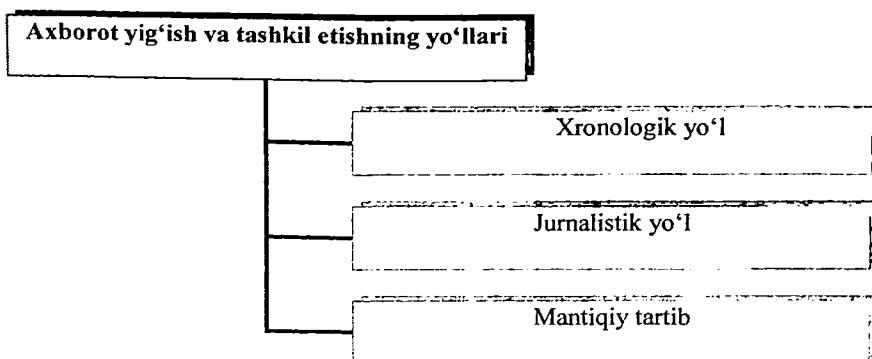 Axborot yig‘ish va tashkil etishning yo‘llari
Xronologik yo‘l
Jurnalistik yo‘l
Mantiqiy tartib